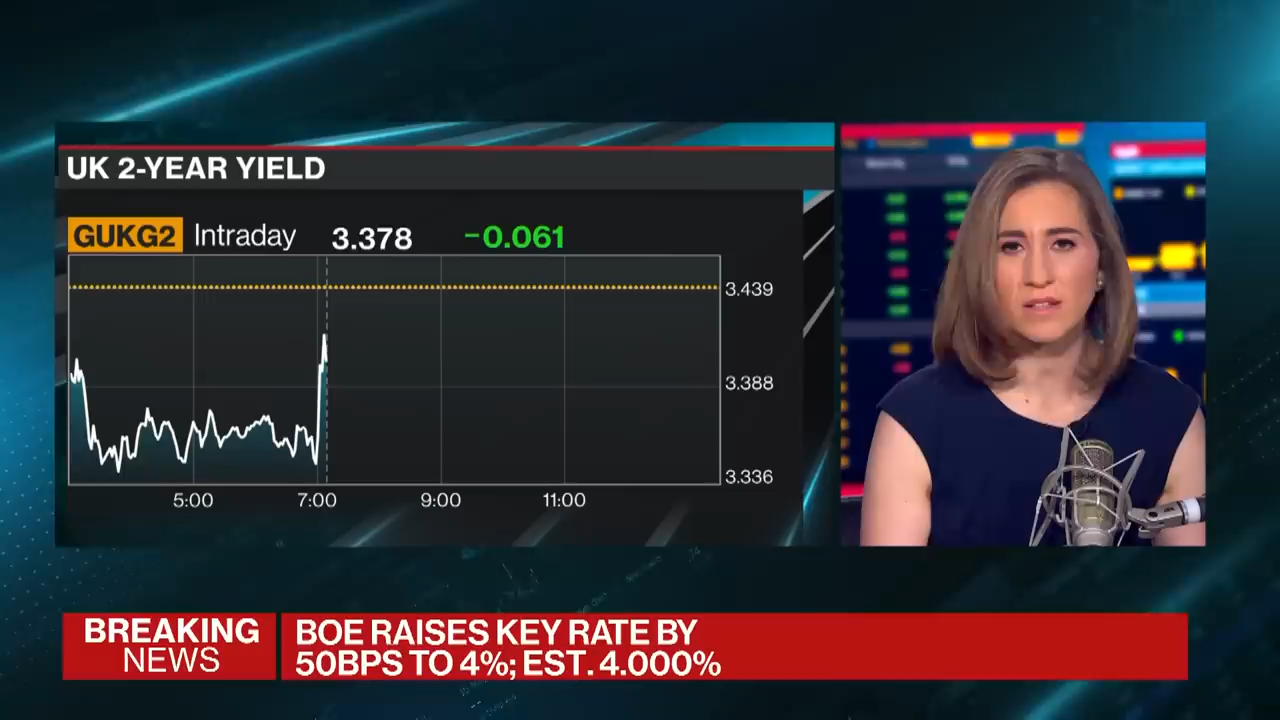 UK 2-YEAR YIELD
GUKG2 Intraday 3.378 -0.061
3.439
3.388
3.336
5:00 7:00 9:00 11:00
BREAKING
NEWS
BOE RAISES KEY RATE BY
50BPS TO 4%; EST. 4.000%